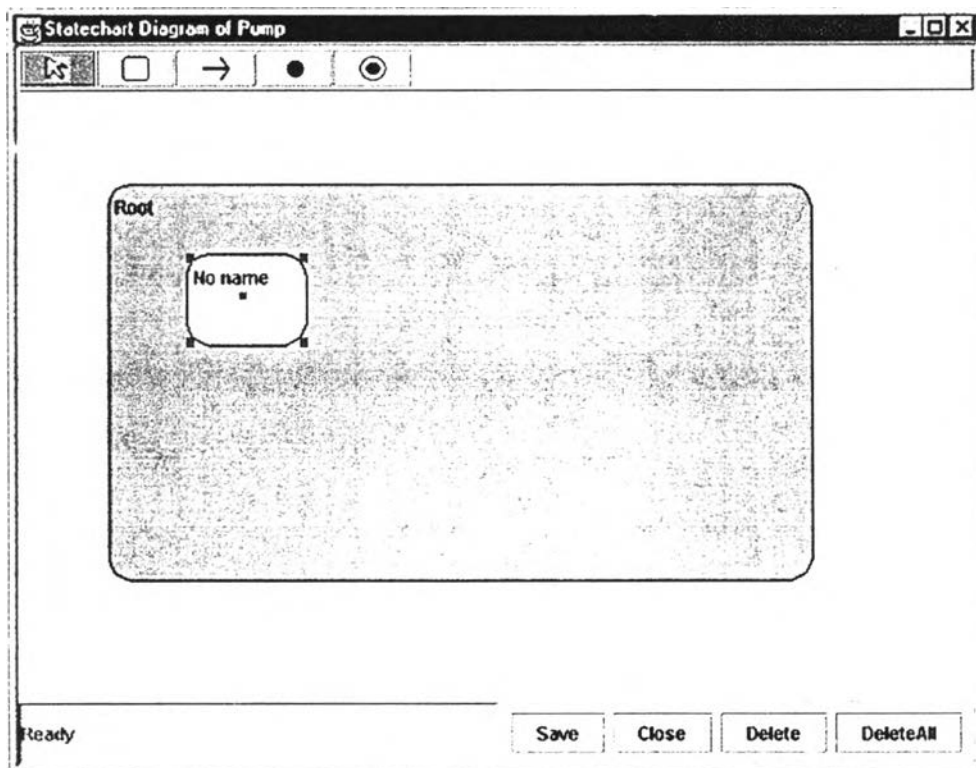 Statechart Diagram of Pump
Root
No name
Ready
Save
Close
Delete
DeleteAll